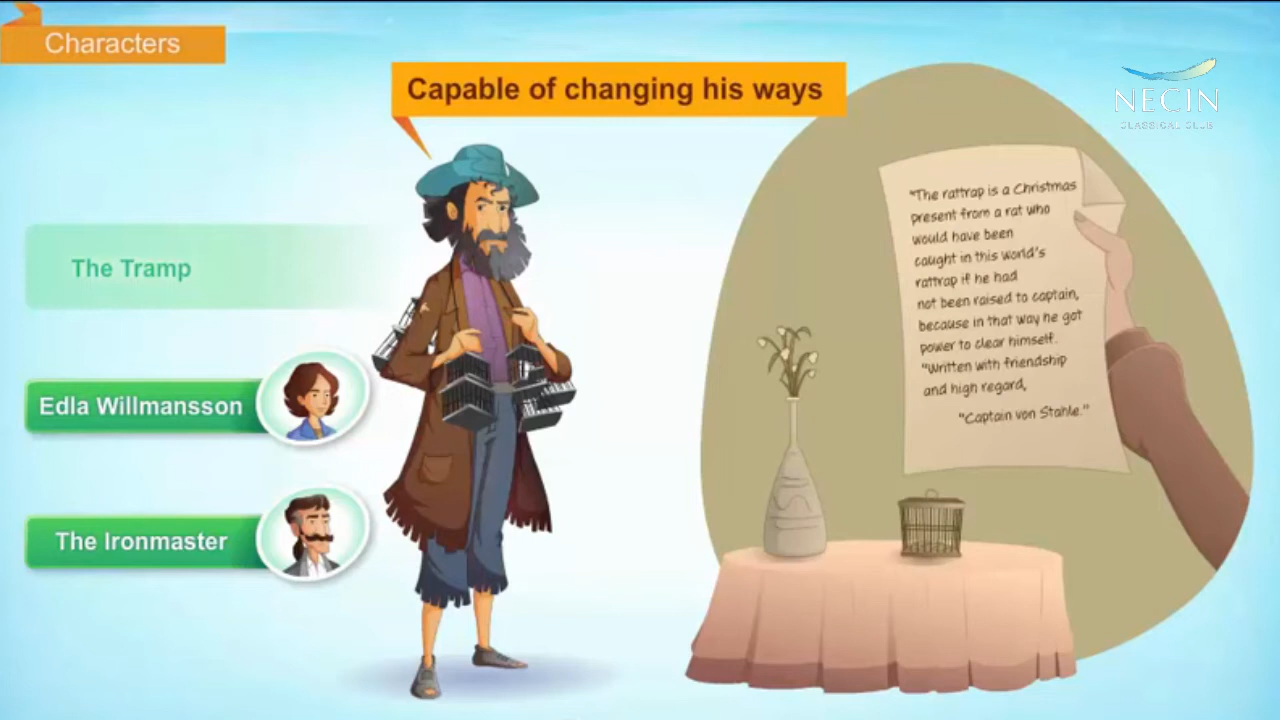 Characters
Capable of changing his ways
NECIN
CLASSICAL CLUB
The Tramp
Edla Willmansson
The Ironmaster
"The rattrap is a Christmas
present from a rat who
would have been
caught in this world's
rattrap if he had
not been raised to captain,
because in that way he got
power to clear himself.
"Written with friendship
and high regard,
"Captain von Stahle."